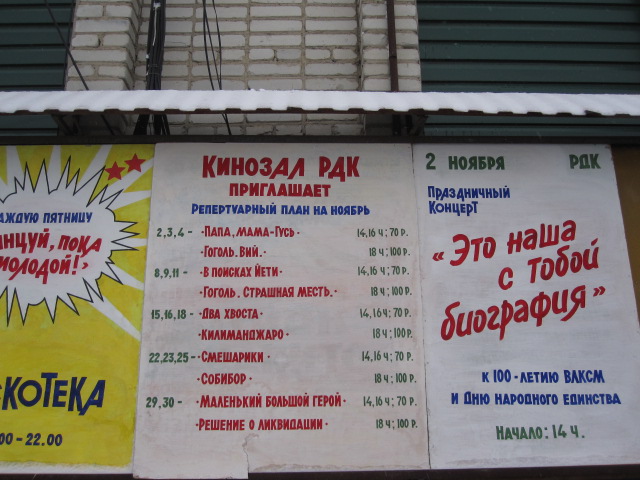 КАЖДУЮ ПЯТНИЦУ
ПОКА
МОЛОДОЙ!»
-22.00
КИНОЗАЛ РДК
ПРИГЛАШАЕТ
РЕПЕРТУАРНЫЙ ПЛАН НА НОЯБРЬ
2,3,4 - ·ПАПА, МАМА-ГУСЬ· 14,16 Ч; 70 Р.
·ГОГОЛЬ. ВИЙ.· 18 Ч; 100 Р.
8,9,11 - ·В ПОИСКАХ ЙЕТИ· 14,16 Ч; 70 Р.
·ГОГОЛЬ. СТРАШНАЯ МЕСТЬ.· 18 Ч; 100 Р.
15,16,18 - ·ДВА ХВОСТА· 14,16 Ч; 70 Р.
·КИЛИМАНДЖАРО· 18 Ч; 100 Р.
22,23,25 - ·СМЕШАРИКИ· 14,16 Ч; 70 Р.
·СОБИБОР· 18 Ч; 100 Р.
29,30 - ·МАЛЕНЬКИЙ БОЛЬШОЙ ГЕРОЙ· 14,16 Ч; 70 Р.
·РЕШЕНИЕ О ЛИКВИДАЦИИ· 18 Ч; 100 Р.
2 НОЯБРЯ РДК
ПРАЗДНИЧНЫЙ
КОНЦЕРТ
«Это наша
с тобой
биография»
К 100-ЛЕТИЮ ВЛКСМ
И ДНЮ НАРОДНОГО ЕДИНСТВА
НАЧАЛО: 14 Ч.